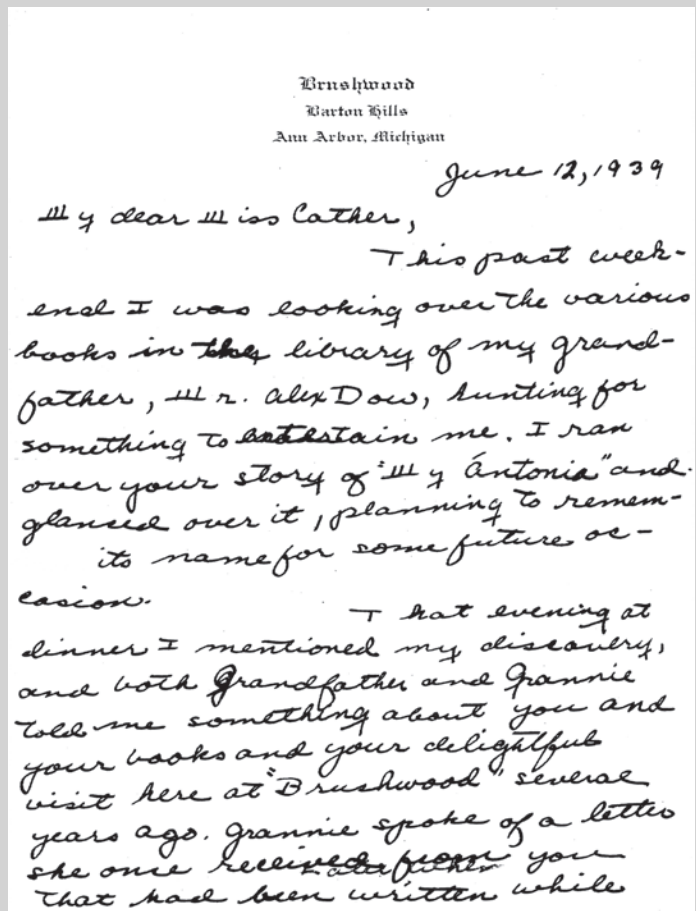 Brushwood
Barton Hills
Ann Arbor, Michigan
June 12, 1939
My dear Miss Cather,
This past week-
end I was looking over the various
books in the library of my grand-
father, Mr. Alex Dow, hunting for
something to entertain me. I ran
over your story of "My Ántonia" and
glanced over it, planning to remem-
its name for some future oc-
casion.
That evening at
dinner I mentioned my discovery,
and both Grandfather and Grannie
told me something about you and
your books and your delightful
visit here at "Brushwood" several
years ago. Grannie spoke of a letter
she once received from you
that had been written while